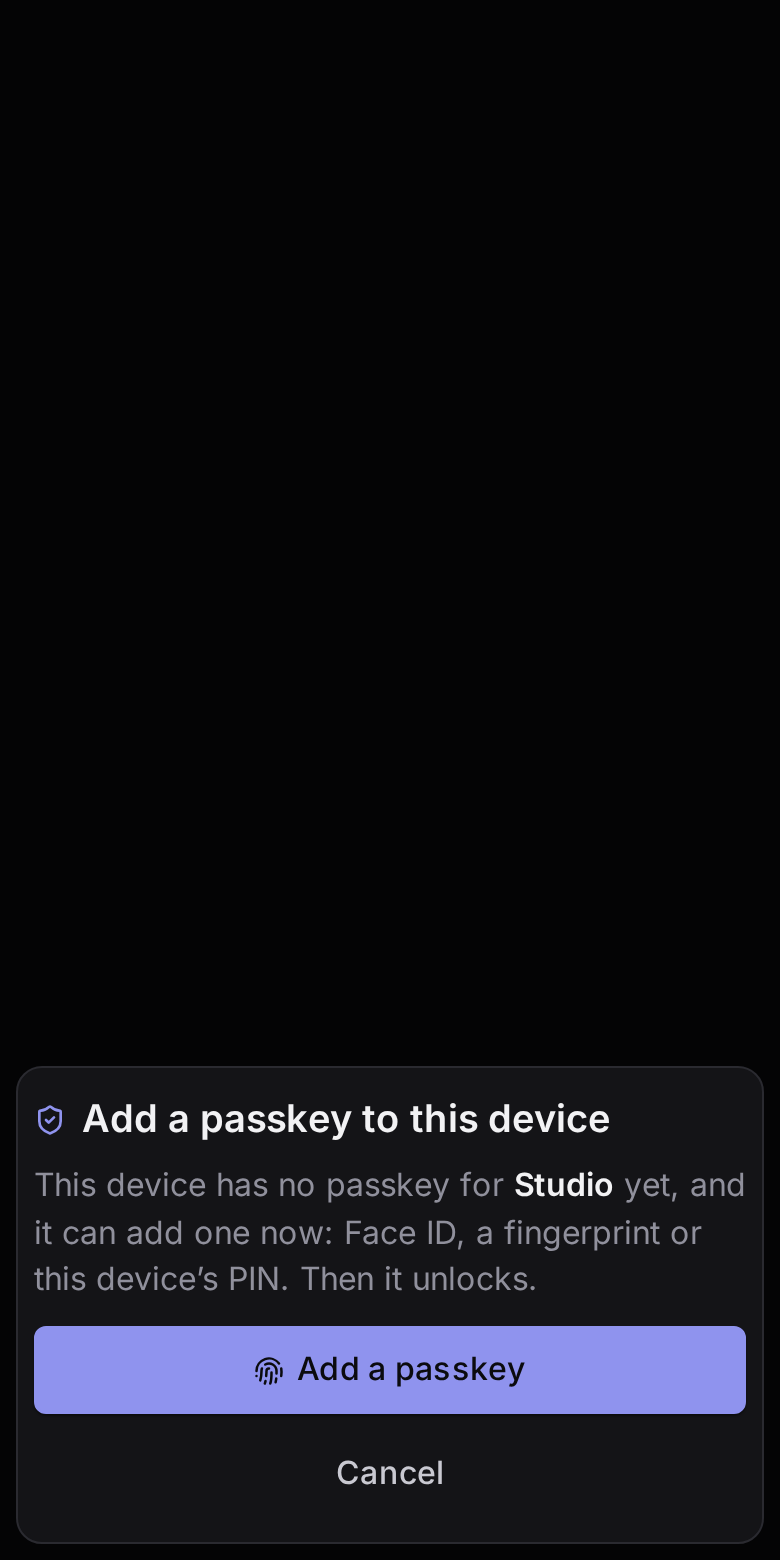 Add a passkey to this device
This device has no passkey for Studio yet, and
it can add one now: Face ID, a fingerprint or
this device’s PIN. Then it unlocks.
Add a passkey
Cancel